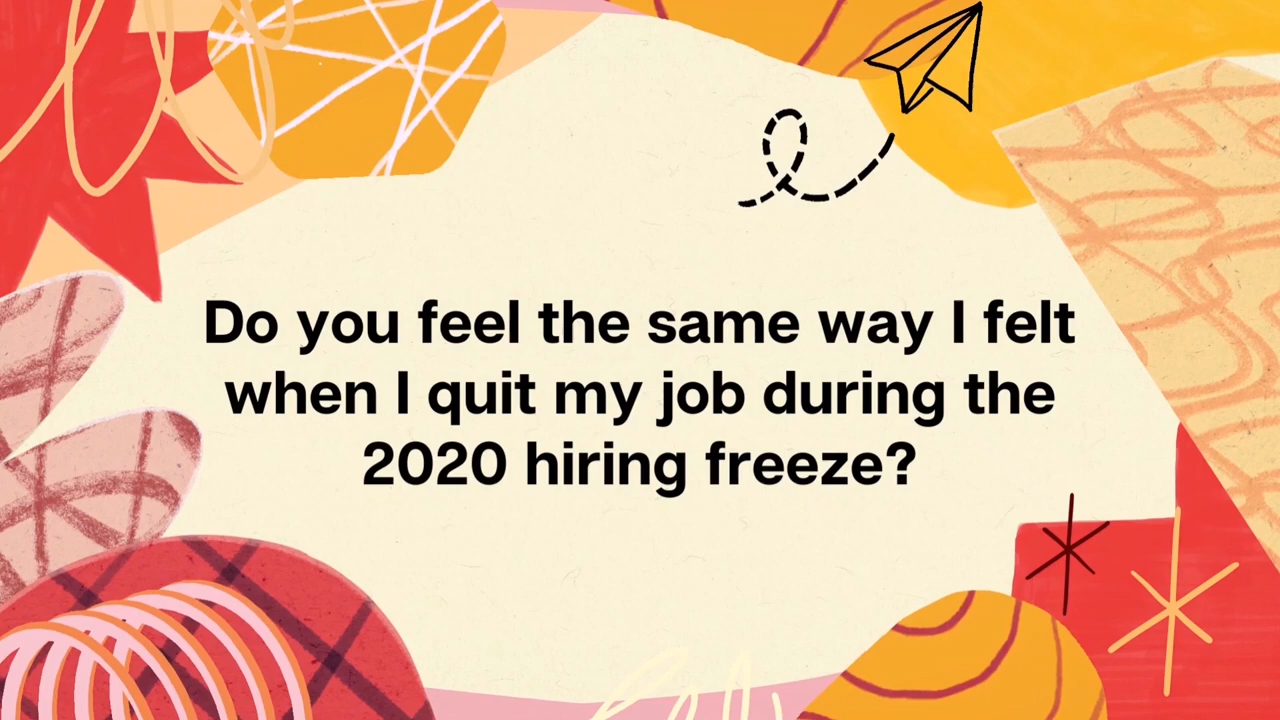 Do you feel the same way I felt
when I quit my job during the
2020 hiring freeze?